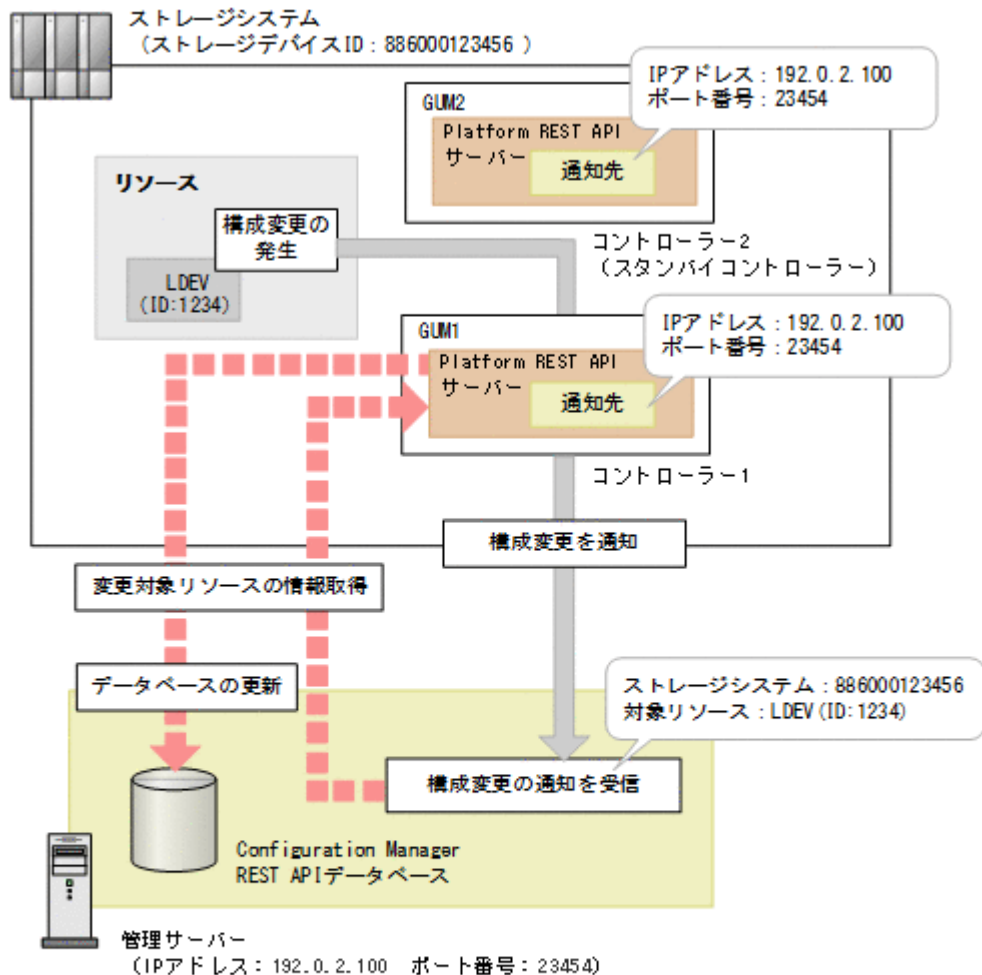 ストレージシステム
(ストレージデバイスID:886000123456 )
IPアドレス:192.0.2.100
ポート番号:23454
GUM2
Platform REST API
サーバー
通知先
リソース
構成変更の
発生
コントローラー2
(スタンバイコントローラー)
LDEV
(ID:1234)
IPアドレス:192.0.2.100
ポート番号:23454
GUM1
Platform REST API
サーバー
通知先
コントローラー1
構成変更を通知
変更対象リソースの情報取得
データベースの更新
ストレージシステム:886000123456
対象リソース:LDEV(ID:1234)
構成変更の通知を受信
Configuration Manager
REST APIデータベース
管理サーバー
(IPアドレス:192.0.2.100 ポート番号:23454)